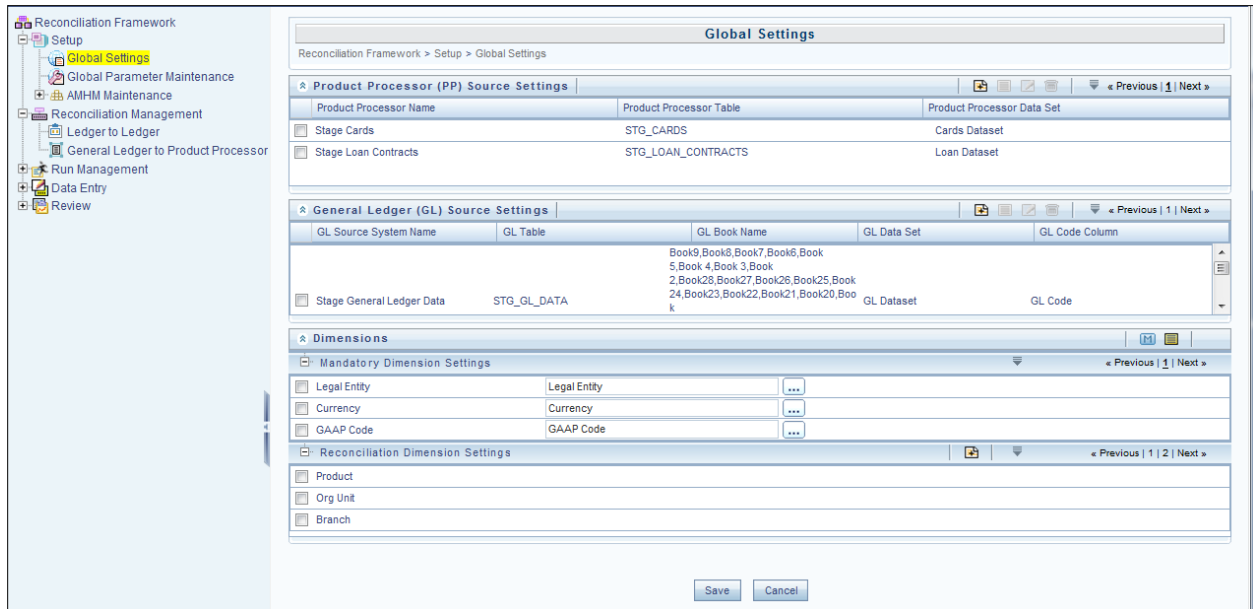 Reconciliation Framework
Setup
Global Settings
Global Parameter Maintenance
AMHM Maintenance
Reconciliation Management
Ledger to Ledger
General Ledger to Product Processor
Run Management
Data Entry
Review
Global Settings
Reconciliation Framework > Setup > Global Settings
Product Processor (PP) Source Settings « Previous | 1 | Next »
Product Processor Name Product Processor Table Product Processor Data Set
Stage Cards STG_CARDS Cards Dataset
Stage Loan Contracts STG_LOAN_CONTRACTS Loan Dataset
General Ledger (GL) Source Settings « Previous | 1 | Next »
GL Source System Name GL Table GL Book Name GL Data Set GL Code Column
Book9,Book8,Book7,Book6,Book
5,Book 4,Book 3,Book
2,Book28,Book27,Book26,Book25,Book
Stage General Ledger Data STG_GL_DATA 24,Book23,Book22,Book21,Book20,Boo GL Dataset GL Code
k
Dimensions M
Mandatory Dimension Settings « Previous | 1 | Next »
Legal Entity Legal Entity ...
Currency Currency ...
GAAP Code GAAP Code ...
Reconciliation Dimension Settings « Previous | 1 | 2 | Next »
Product
Org Unit
Branch
Save Cancel